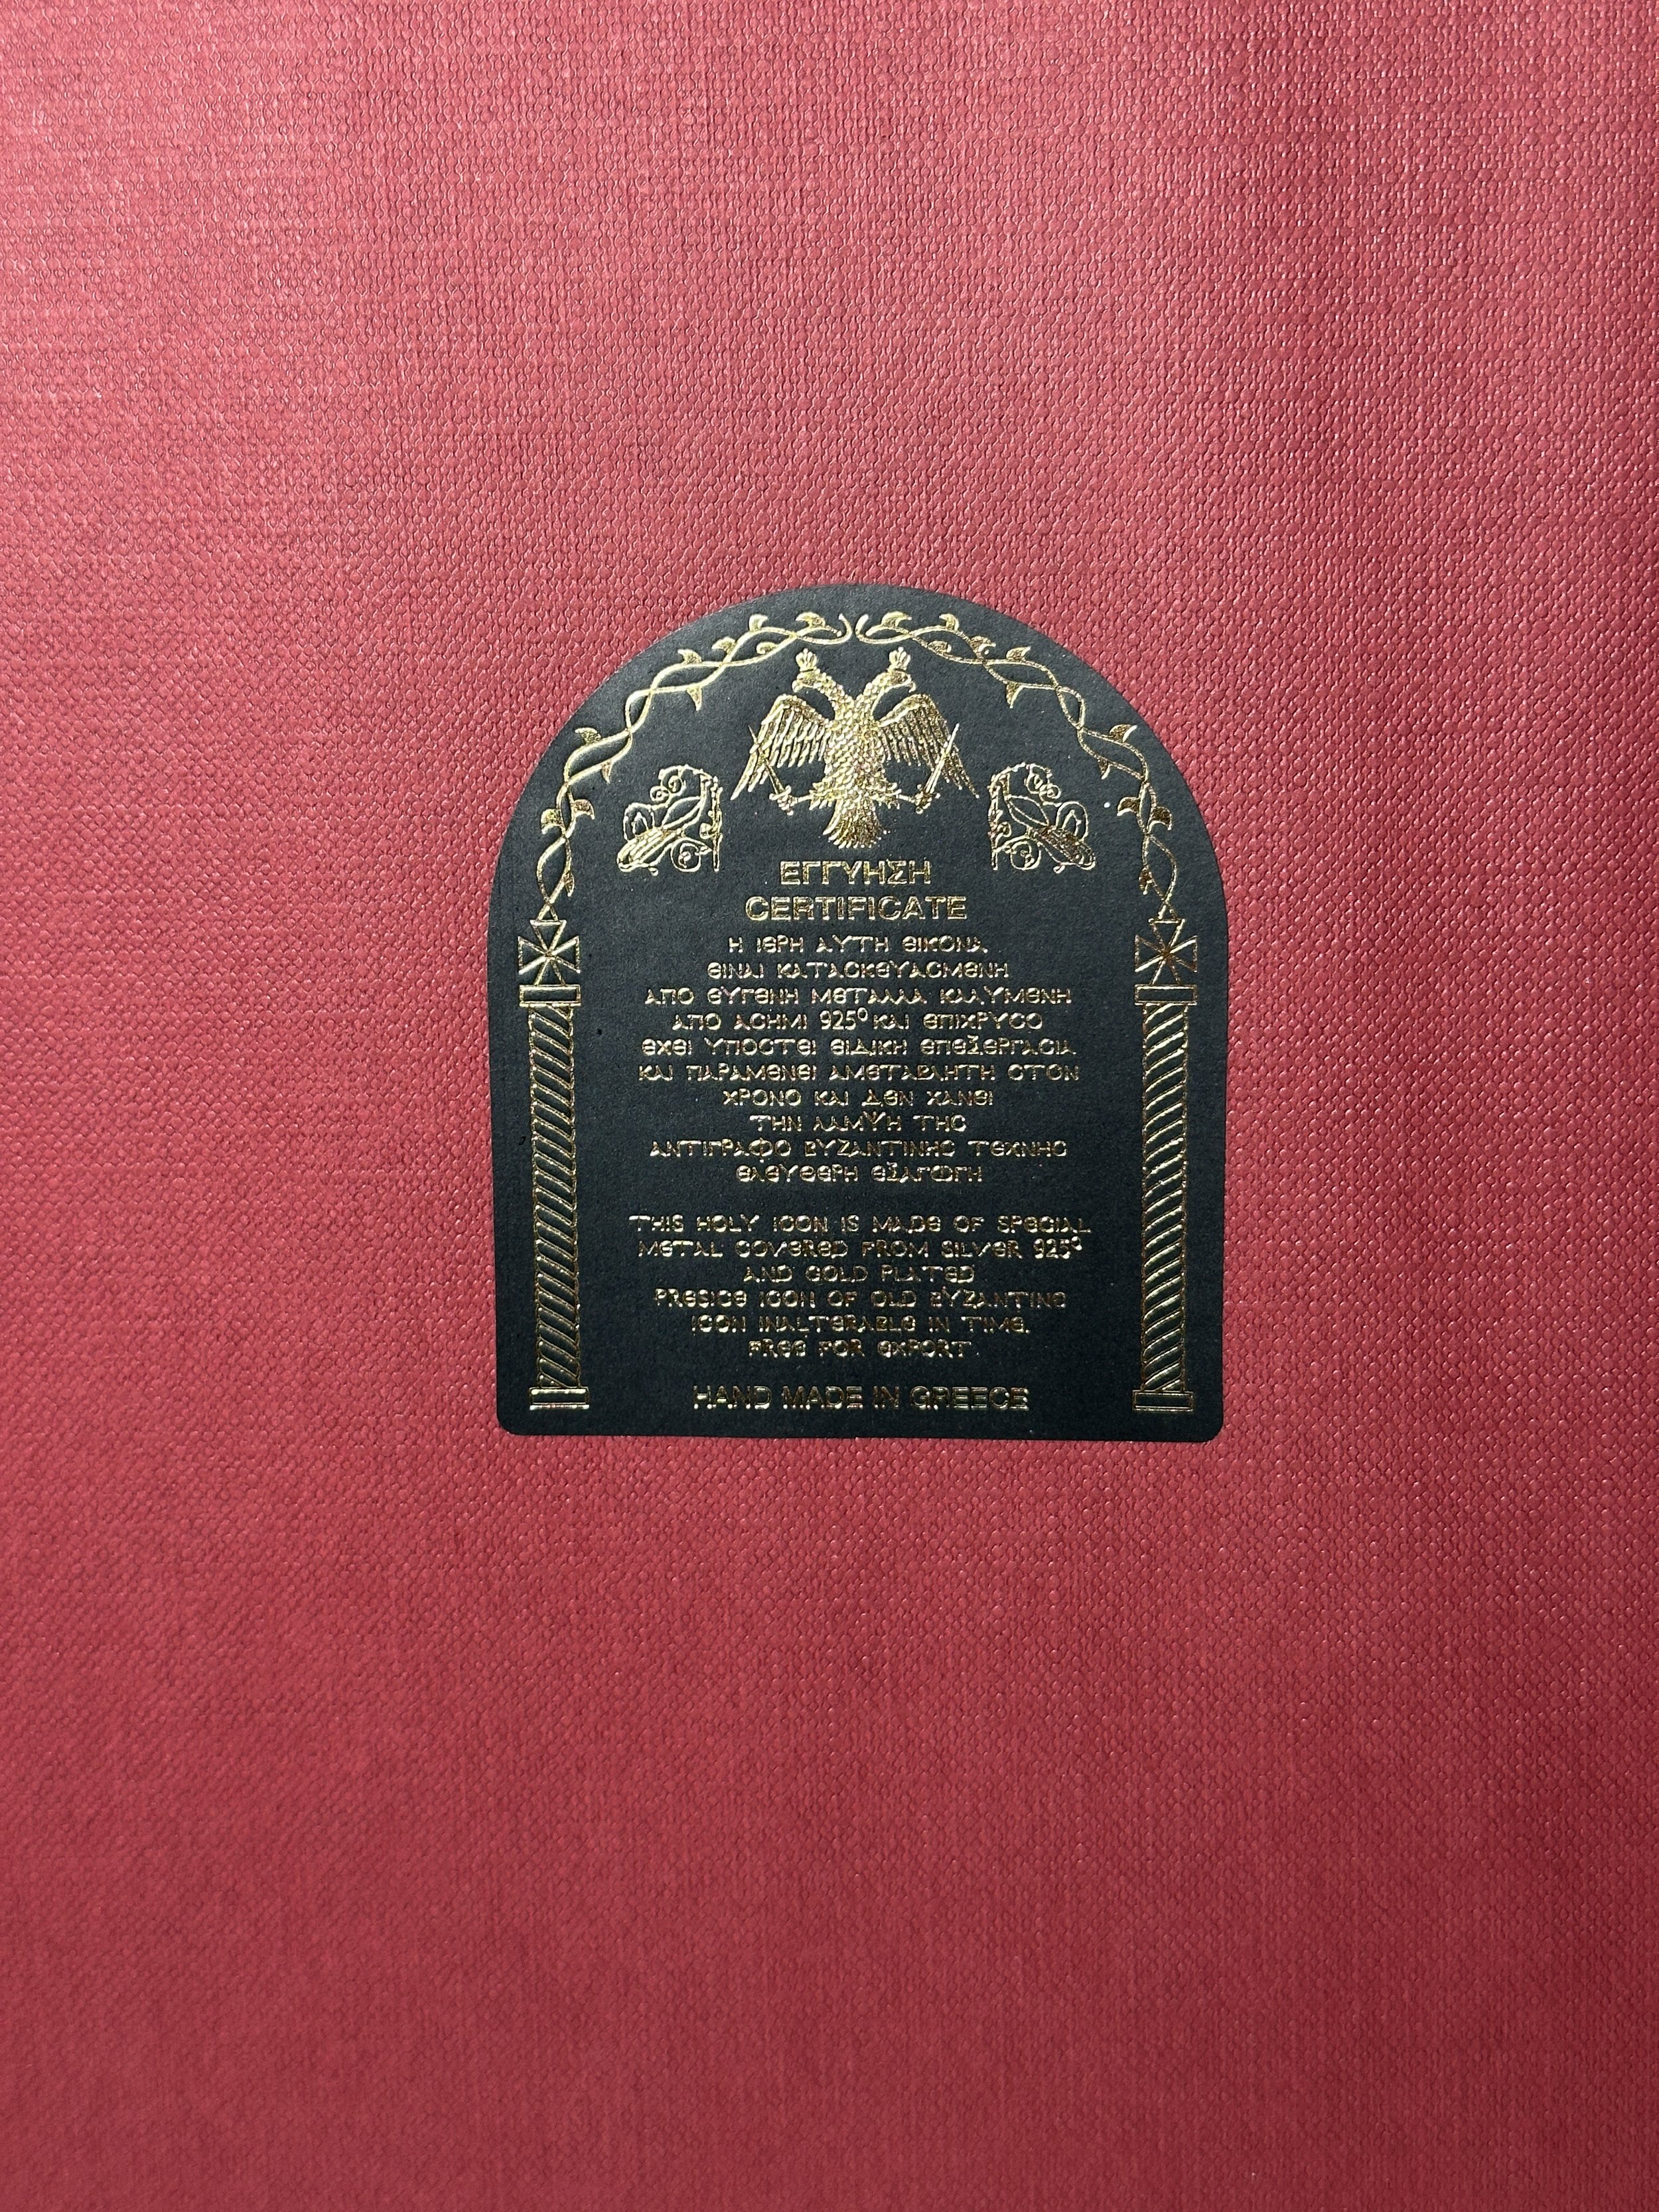 ΕΓΓΥΗΣΗ
CERTIFICATE
Η ΙΕΡΗ ΑΥΤΗ ΕΙΚΟΝΑ
ΕΙΝΑΙ ΚΑΤΑΣΚΕΥΑΣΜΕΝΗ
ΑΠΟ ΕΥΓΕΝΗ ΜΕΤΑΛΛΑ ΚΑΛΥΜΕΝΗ
ΑΠΟ ΑΣΗΜΙ 925⁰ ΚΑΙ ΕΠΙΧΡΥΣΟ
ΕΧΕΙ ΥΠΟΣΤΕΙ ΕΙΔΙΚΗ ΕΠΕΞΕΡΓΑΣΙΑ
ΚΑΙ ΠΑΡΑΜΕΝΕΙ ΑΜΕΤΑΒΛΗΤΗ ΣΤΟΝ
ΧΡΟΝΟ ΚΑΙ ΔΕΝ ΧΑΝΕΙ
ΤΗΝ ΛΑΜΨΗ ΤΗΣ
ΑΝΤΙΓΡΑΦΟ ΒΥΖΑΝΤΙΝΗΣ ΤΕΧΝΗΣ
ΕΛΕΥΘΕΡΗ ΕΞΑΓΩΓΗ
THIS HOLY ICON IS MADE OF SPECIAL
METAL COVERED FROM SILVER 925⁰
AND GOLD PLATED
PRESICE ICON OF OLD BYZANTINE
ICON INALTERABLE IN TIME.
FREE FOR EXPORT
HAND MADE IN GREECE